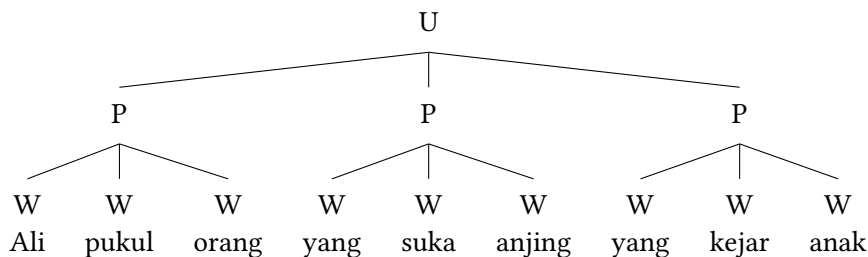 U
P P P
W W W W W W W W W
Ali pukul orang yang suka anjing yang kejar anak